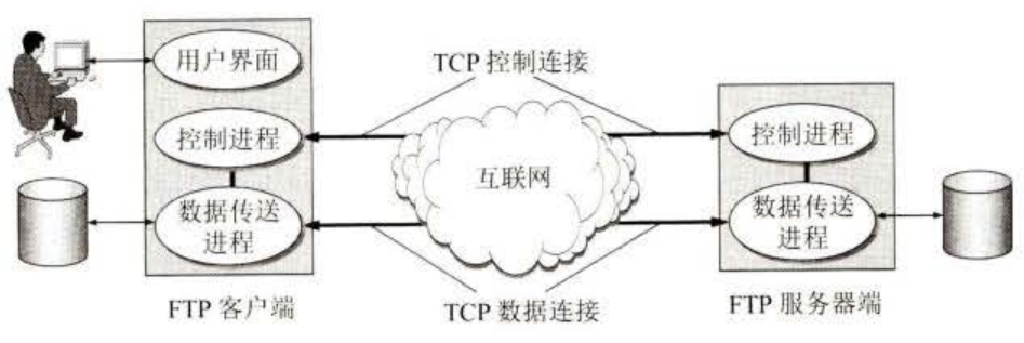 用户界面
TCP 控制连接
控制进程
控制进程
互联网
数据传送
进程
数据传送
进程
FTP 客户端
TCP 数据连接
FTP 服务器端